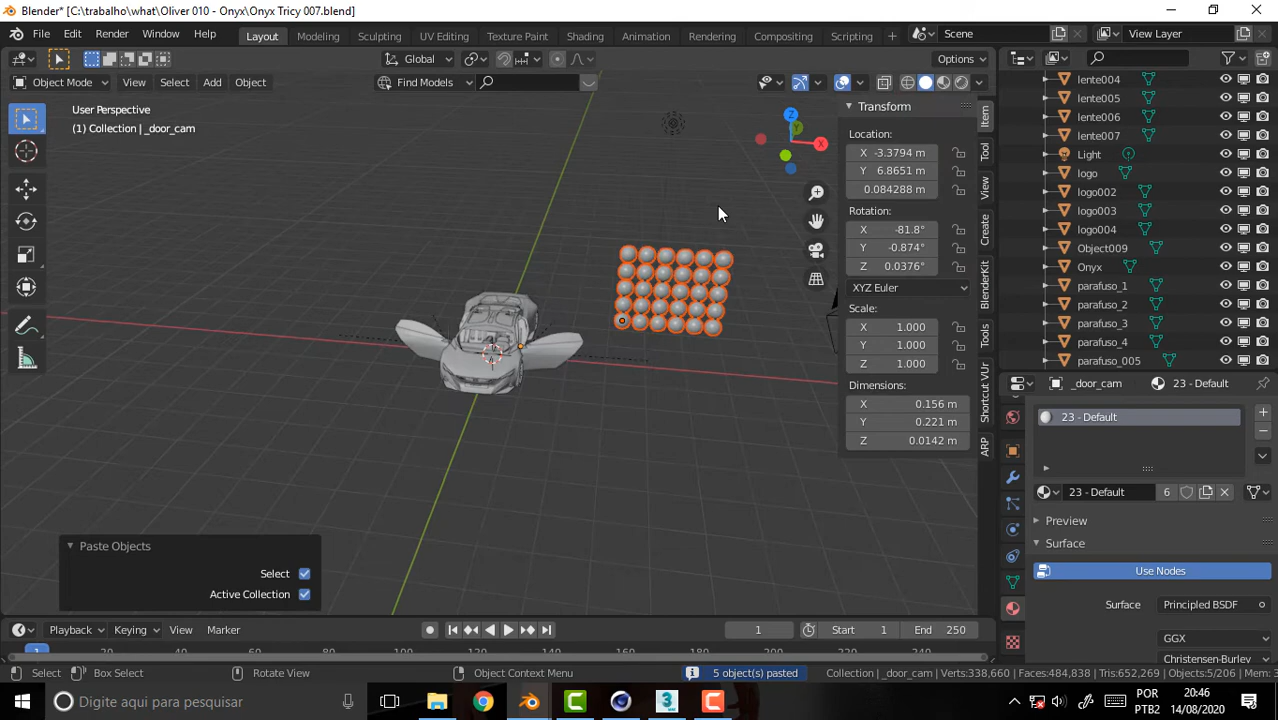 Blender* [C:\trabalho\what\Oliver 010 - Onyx\Onyx Tricy 007.blend]
File Edit Render Window Help Layout Modeling Sculpting UV Editing Texture Paint Shading Animation Rendering Compositing Scripting + Scene View Layer
Global Options
Object Mode View Select Add Object Find Models
User Perspective
(1) Collection | _door_cam
Z
Y
X
Transform
Location:
X -3.3794 m
Y 6.8651 m
0.084288 m
Rotation:
X -81.8°
Y -0.874°
Z 0.0376°
XYZ Euler
Scale:
X 1.000
Y 1.000
Z 1.000
Dimensions:
X 0.156 m
Y 0.221 m
Z 0.0142 m
Item
Tool
View
Create
BlenderKit
Tools
Shortcut VUr
ARP
lente004
lente005
lente006
lente007
Light
logo
logo002
logo003
logo004
Object009
Onyx
parafuso_1
parafuso_2
parafuso_3
parafuso_4
parafuso_005
_door_cam 23 - Default
23 - Default
23 - Default 6
Preview
Surface
Use Nodes
Surface Principled BSDF
GGX
Christensen-Burley
Paste Objects
Select
Active Collection
Playback Keying View Marker 1 Start 1 End 250
Select Box Select Rotate View Object Context Menu 5 object(s) pasted Collection | _door_cam | Verts:338,660 | Faces:484,838 | Tris:652,269 | Objects:5/206 | Mem: 3
Digite aqui para pesquisar
POR
PTB2
20:46
14/08/2020